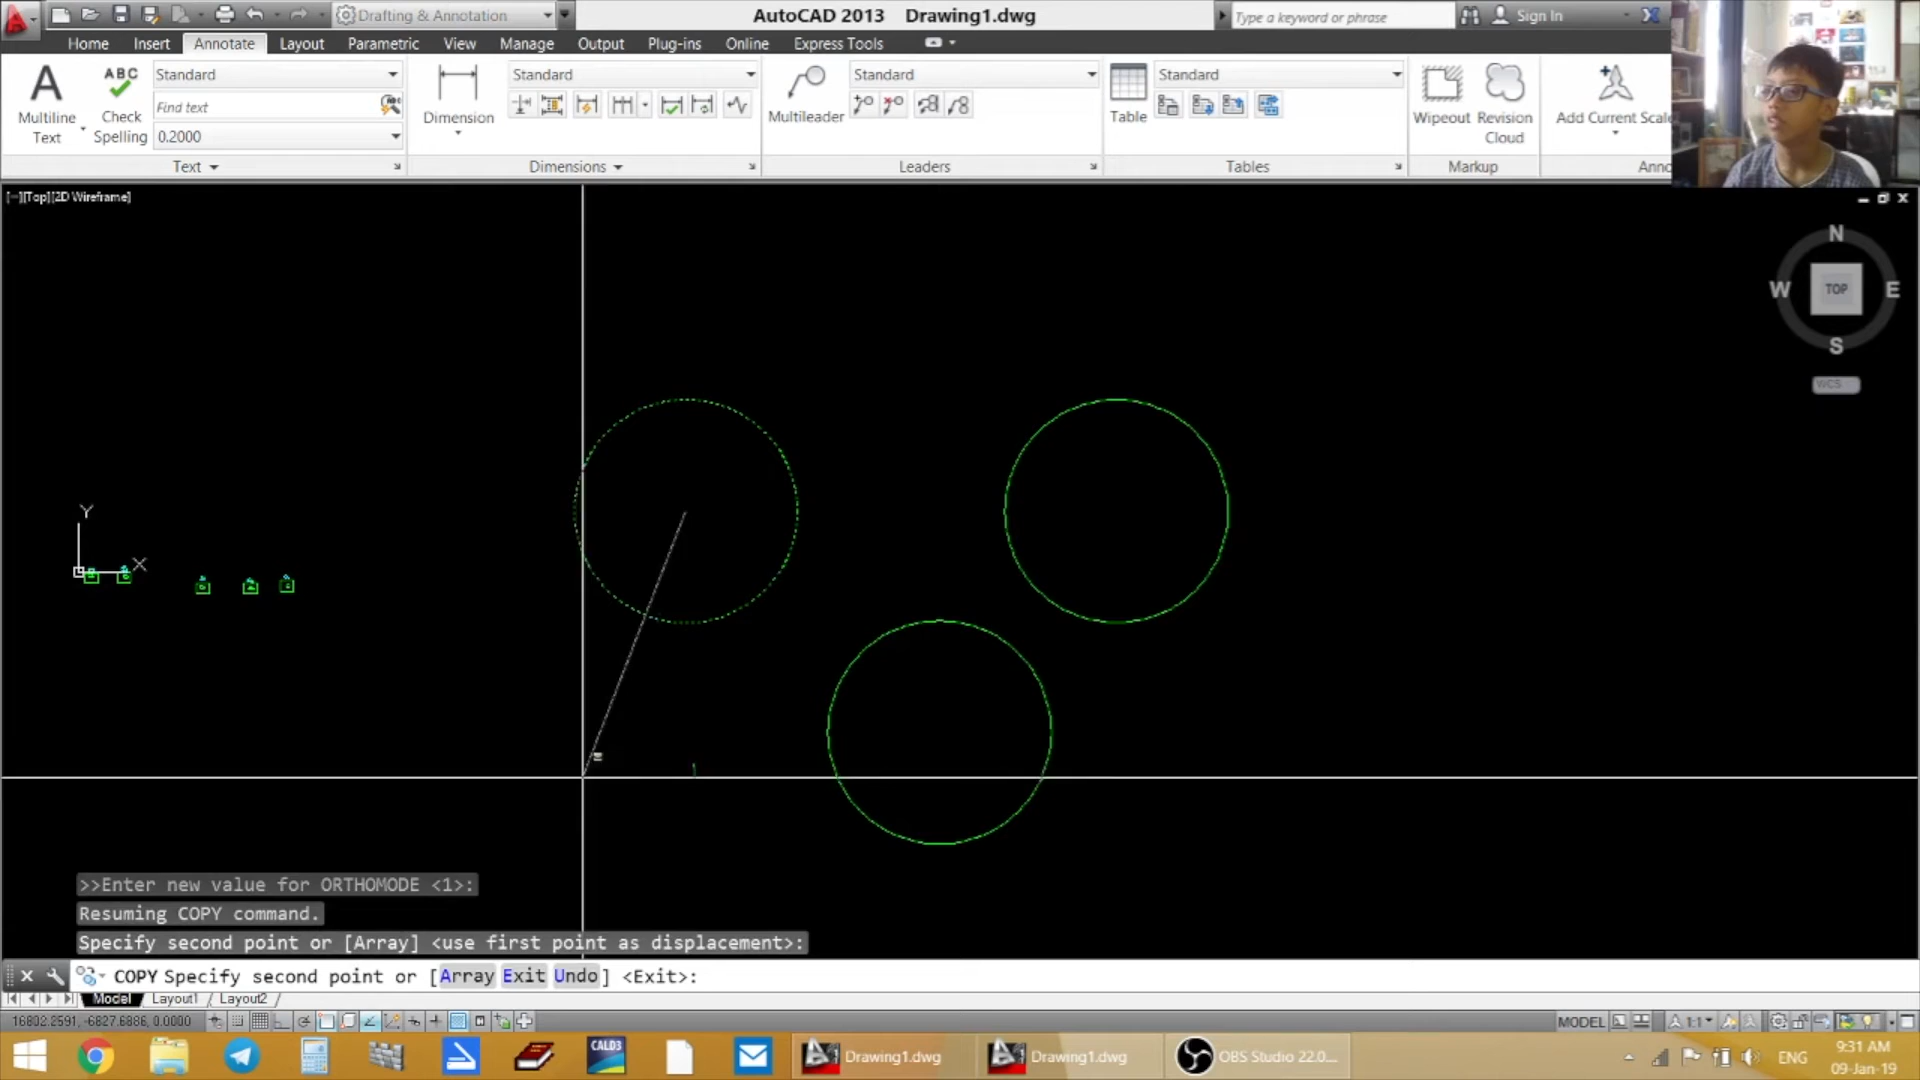 Drafting & Annotation
AutoCAD 2013 Drawing1.dwg
Type a keyword or phrase
Sign In
Home Insert Annotate Layout Parametric View Manage Output Plug-ins Online Express Tools
A
Multiline
Text
ABC
Check
Spelling
Standard
Find text
0.2000
Text
Dimension
Standard
Dimensions
Multileader
Standard
Leaders
Table
Standard
Tables
Wipeout
Revision
Cloud
Markup
Add Current Scale
Anno
[−][Top][2D Wireframe]
N
W TOP E
S
WCS
Y
X
>>Enter new value for ORTHOMODE <1>:
Resuming COPY command.
Specify second point or [Array] <use first point as displacement>:
COPY Specify second point or [Array Exit Undo] <Exit>:
Model Layout1 Layout2
16802.2591, -6827.6886, 0.0000
MODEL
1:1
CALD3
Drawing1.dwg
Drawing1.dwg
OBS Studio 22.0...
ENG
9:31 AM
09-Jan-19